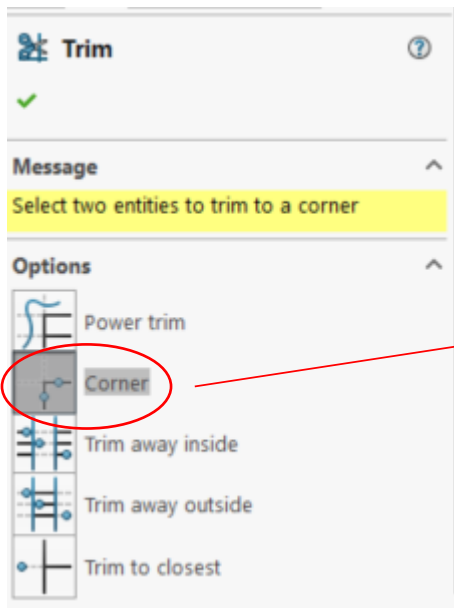 Trim
Message
Select two entities to trim to a corner
Options
Power trim
Corner
Trim away inside
Trim away outside
Trim to closest